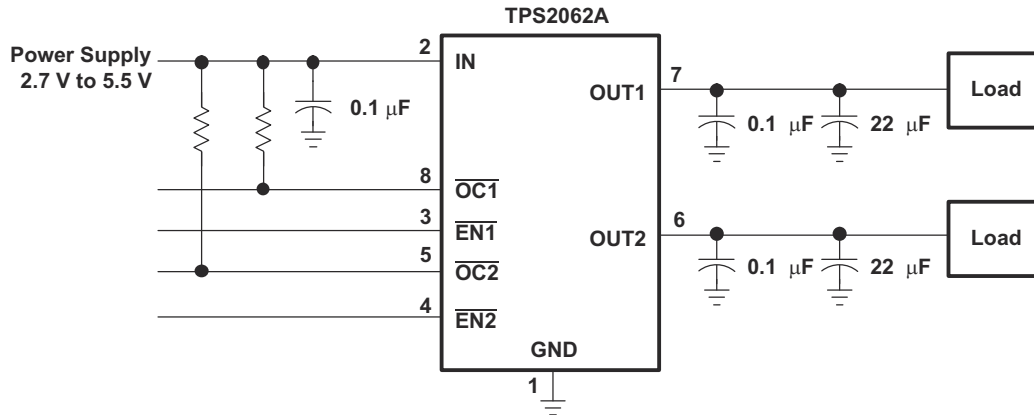 TPS2062A
Power Supply
2.7 V to 5.5 V
2
IN
0.1 μF
7
OUT1
0.1 μF
22 μF
Load
8
OC1
3
EN1
5
OC2
4
EN2
6
OUT2
0.1 μF
22 μF
Load
GND
1